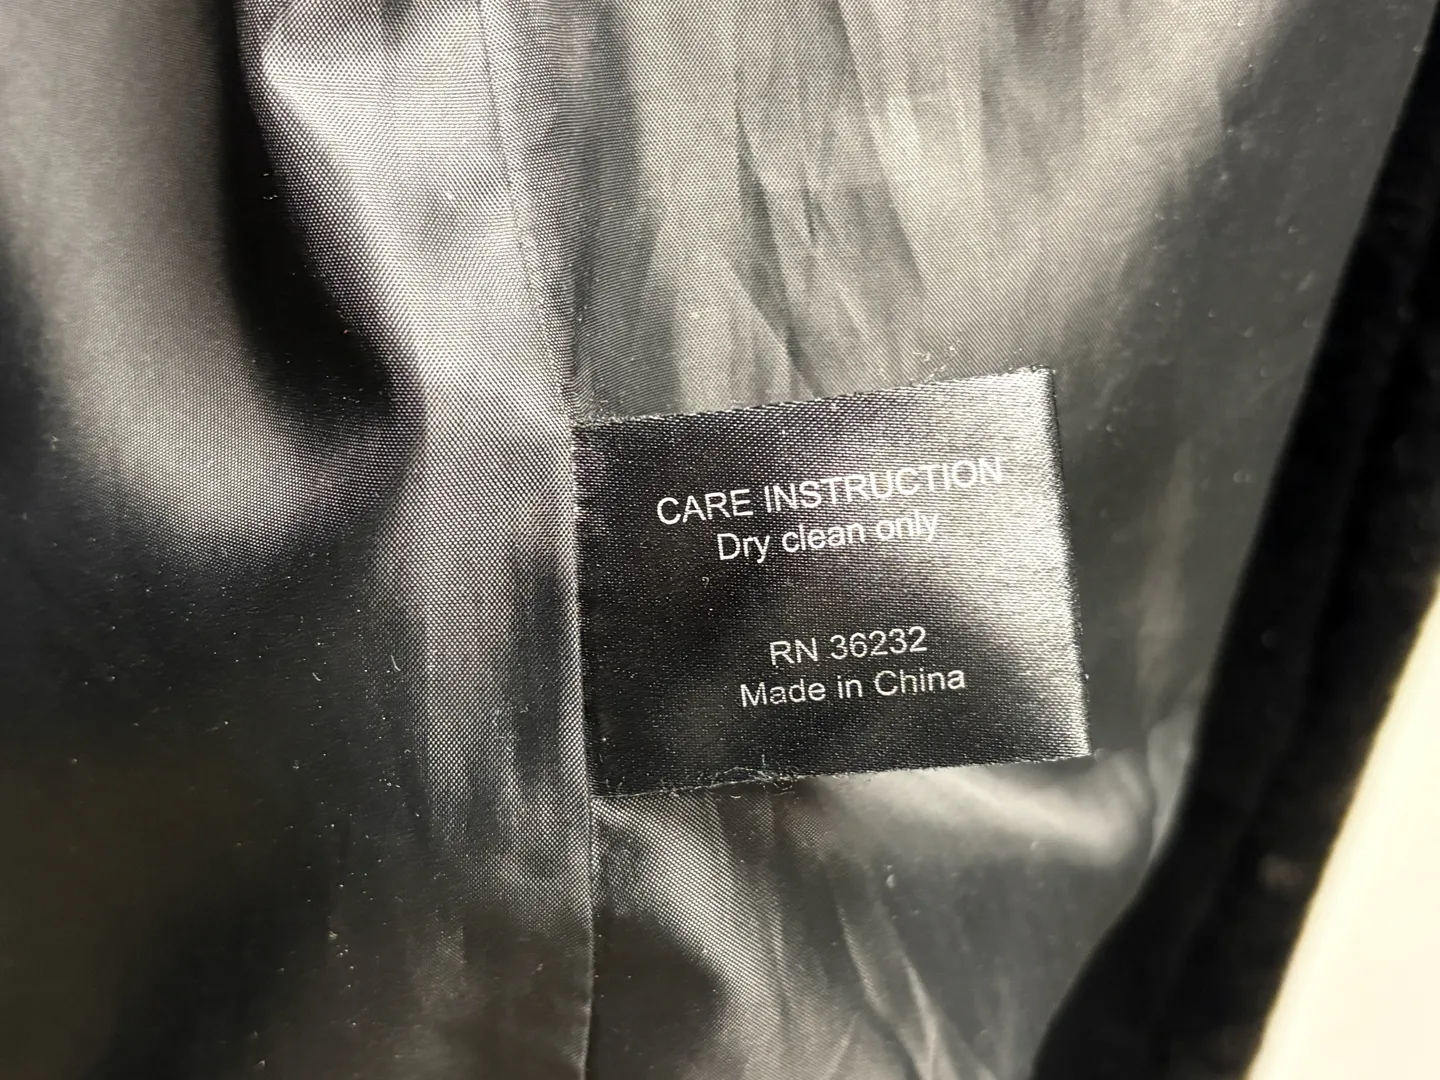 CARE INSTRUCTION
Dry clean only
RN 36232
Made in China